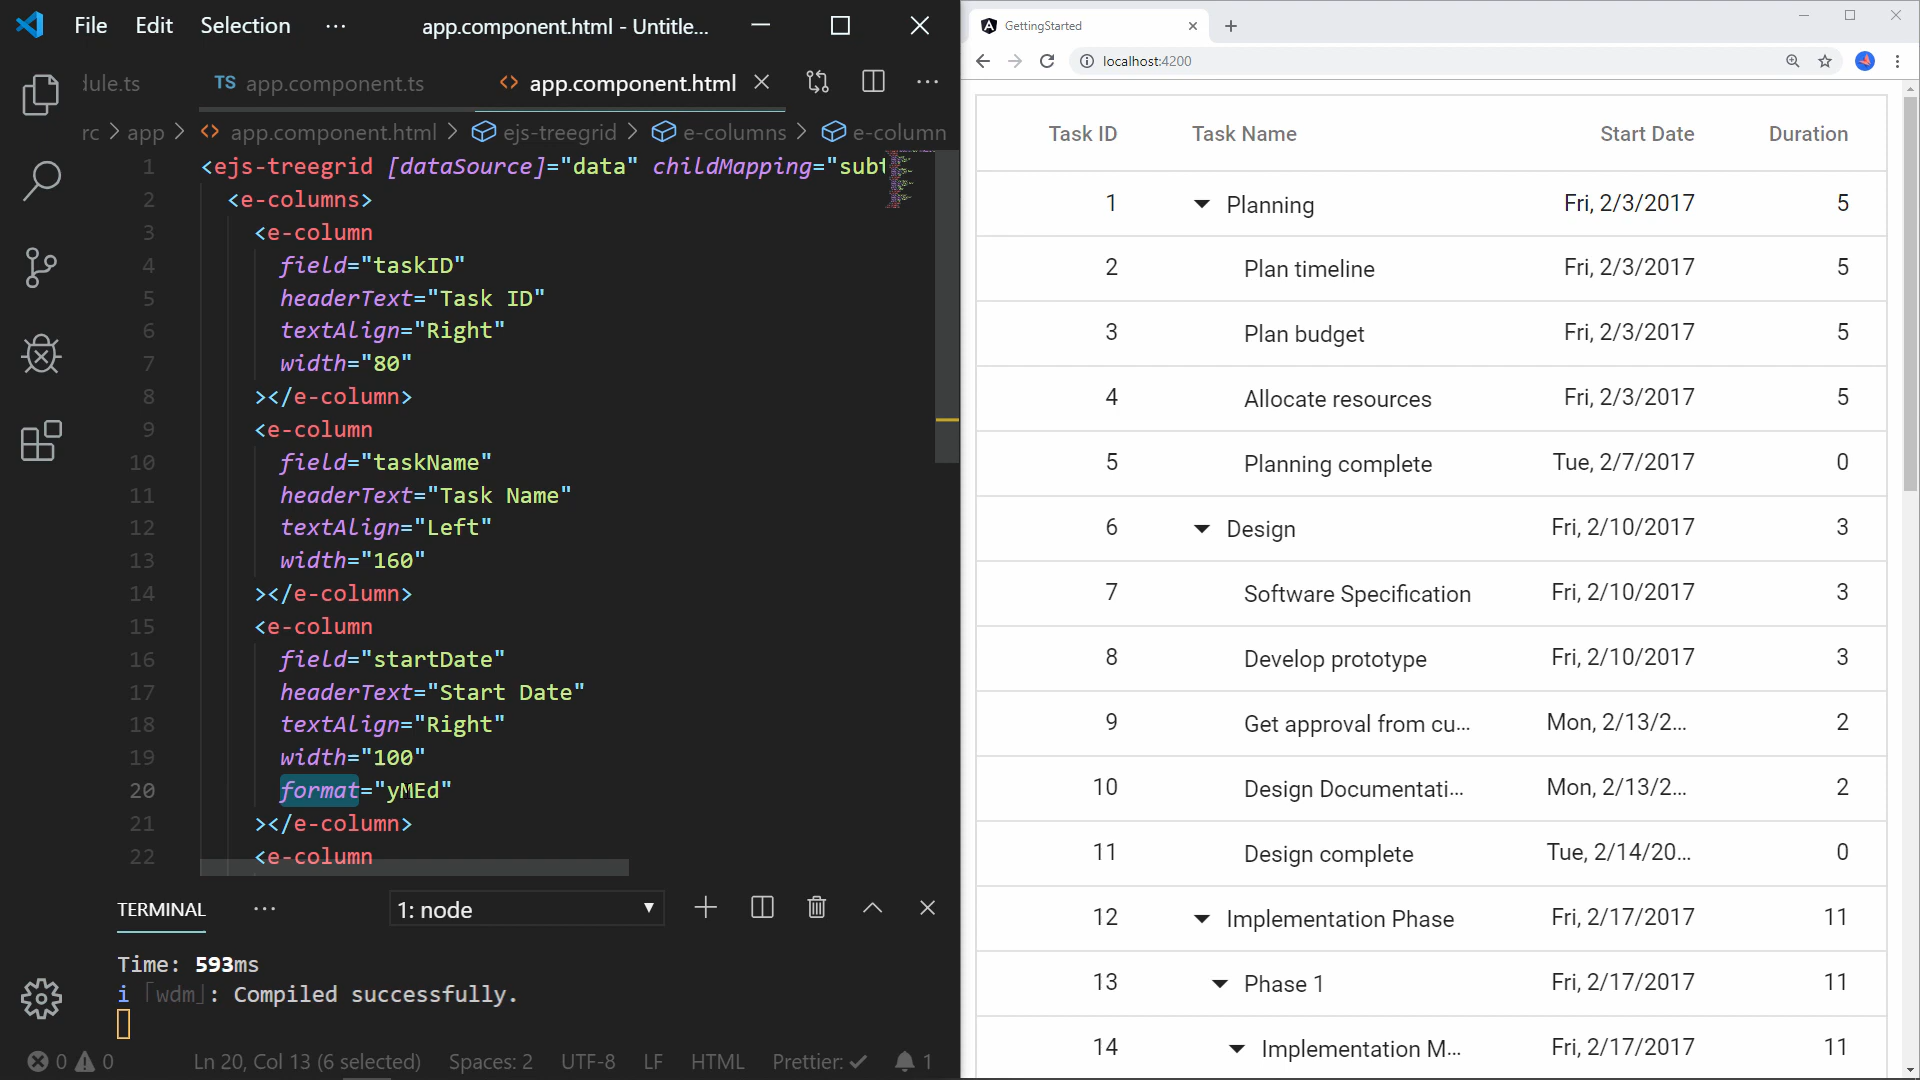 File Edit Selection ··· app.component.html - Untitle...
dule.ts TS app.component.ts <> app.component.html
rc > app > <> app.component.html > ejs-treegrid > e-columns > e-column
1 <ejs-treegrid [dataSource]="data" childMapping="subt
2 <e-columns>
3 <e-column
4 field="taskID"
5 headerText="Task ID"
6 textAlign="Right"
7 width="80"
8 ></e-column>
9 <e-column
10 field="taskName"
11 headerText="Task Name"
12 textAlign="Left"
13 width="160"
14 ></e-column>
15 <e-column
16 field="startDate"
17 headerText="Start Date"
18 textAlign="Right"
19 width="100"
20 format="yMEd"
21 ></e-column>
22 <e-column
TERMINAL ··· 1: node
Time: 593ms
i ｢wdm｣: Compiled successfully.
0 0 Ln 20, Col 13 (6 selected) Spaces: 2 UTF-8 LF HTML Prettier: ✓ 1
GettingStarted
localhost:4200
Task ID Task Name Start Date Duration
1 Planning Fri, 2/3/2017 5
2 Plan timeline Fri, 2/3/2017 5
3 Plan budget Fri, 2/3/2017 5
4 Allocate resources Fri, 2/3/2017 5
5 Planning complete Tue, 2/7/2017 0
6 Design Fri, 2/10/2017 3
7 Software Specification Fri, 2/10/2017 3
8 Develop prototype Fri, 2/10/2017 3
9 Get approval from cu... Mon, 2/13/2... 2
10 Design Documentati... Mon, 2/13/2... 2
11 Design complete Tue, 2/14/20... 0
12 Implementation Phase Fri, 2/17/2017 11
13 Phase 1 Fri, 2/17/2017 11
14 Implementation M... Fri, 2/17/2017 11